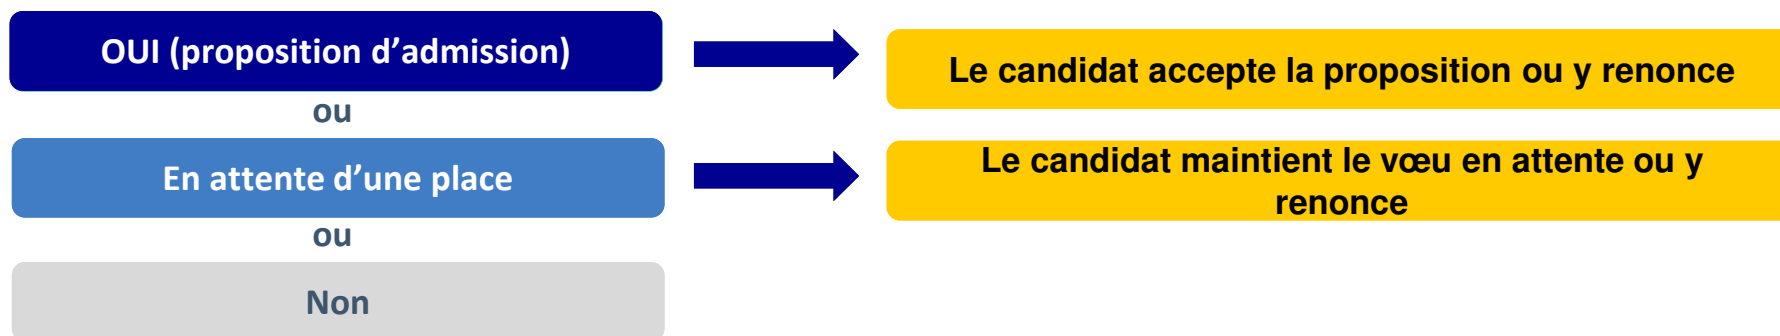 OUI (proposition d’admission)
Le candidat accepte la proposition ou y renonce
ou
En attente d’une place
Le candidat maintient le vœu en attente ou y
renonce
ou
Non